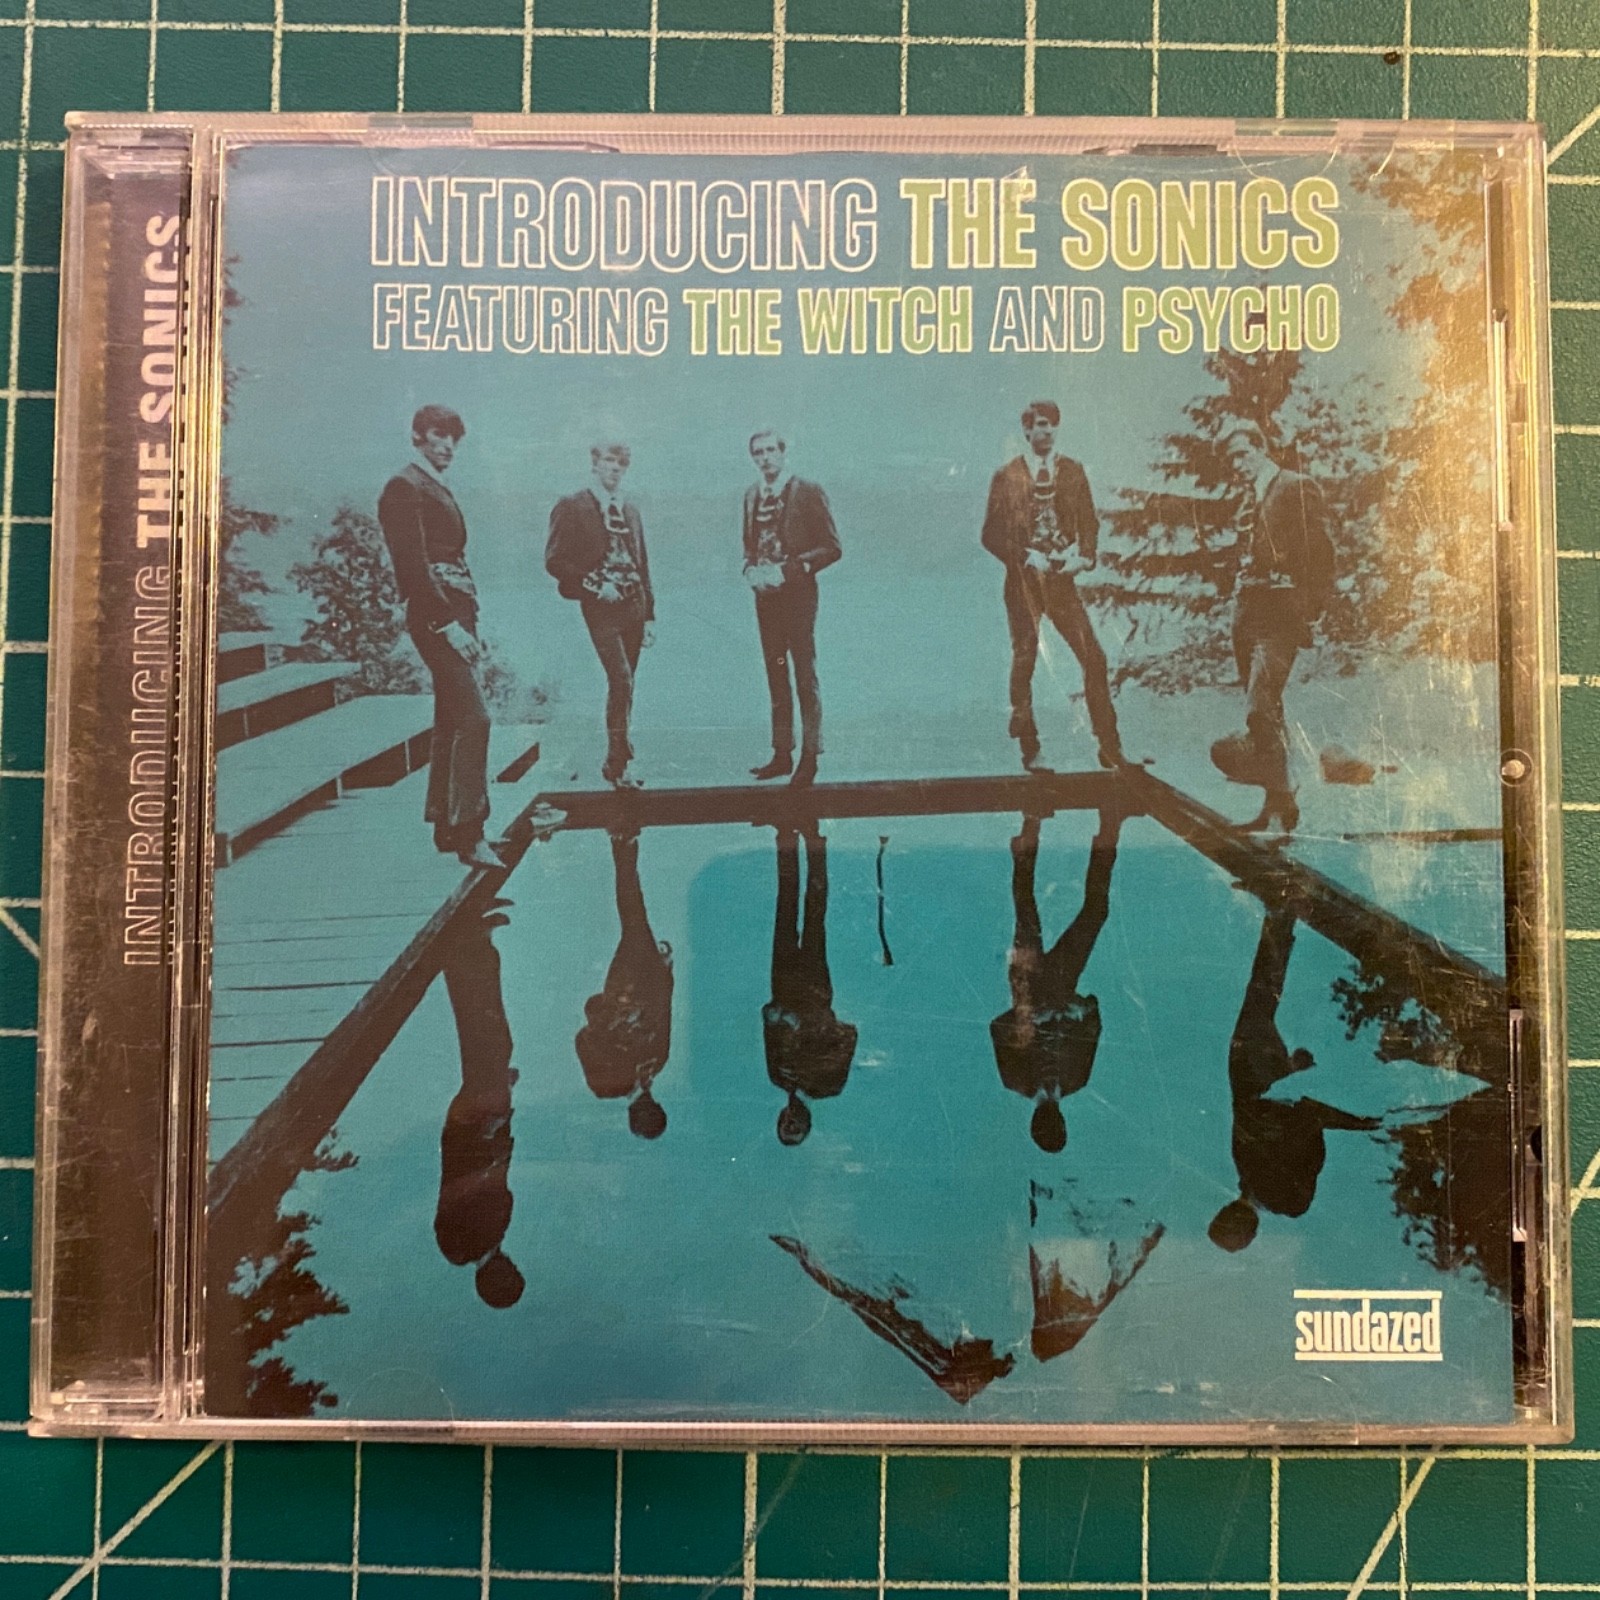 INTRODUCING THE SONICS
FEATURING THE WITCH AND PSYCHO
INTRODUCING THE SONICS
sundazed